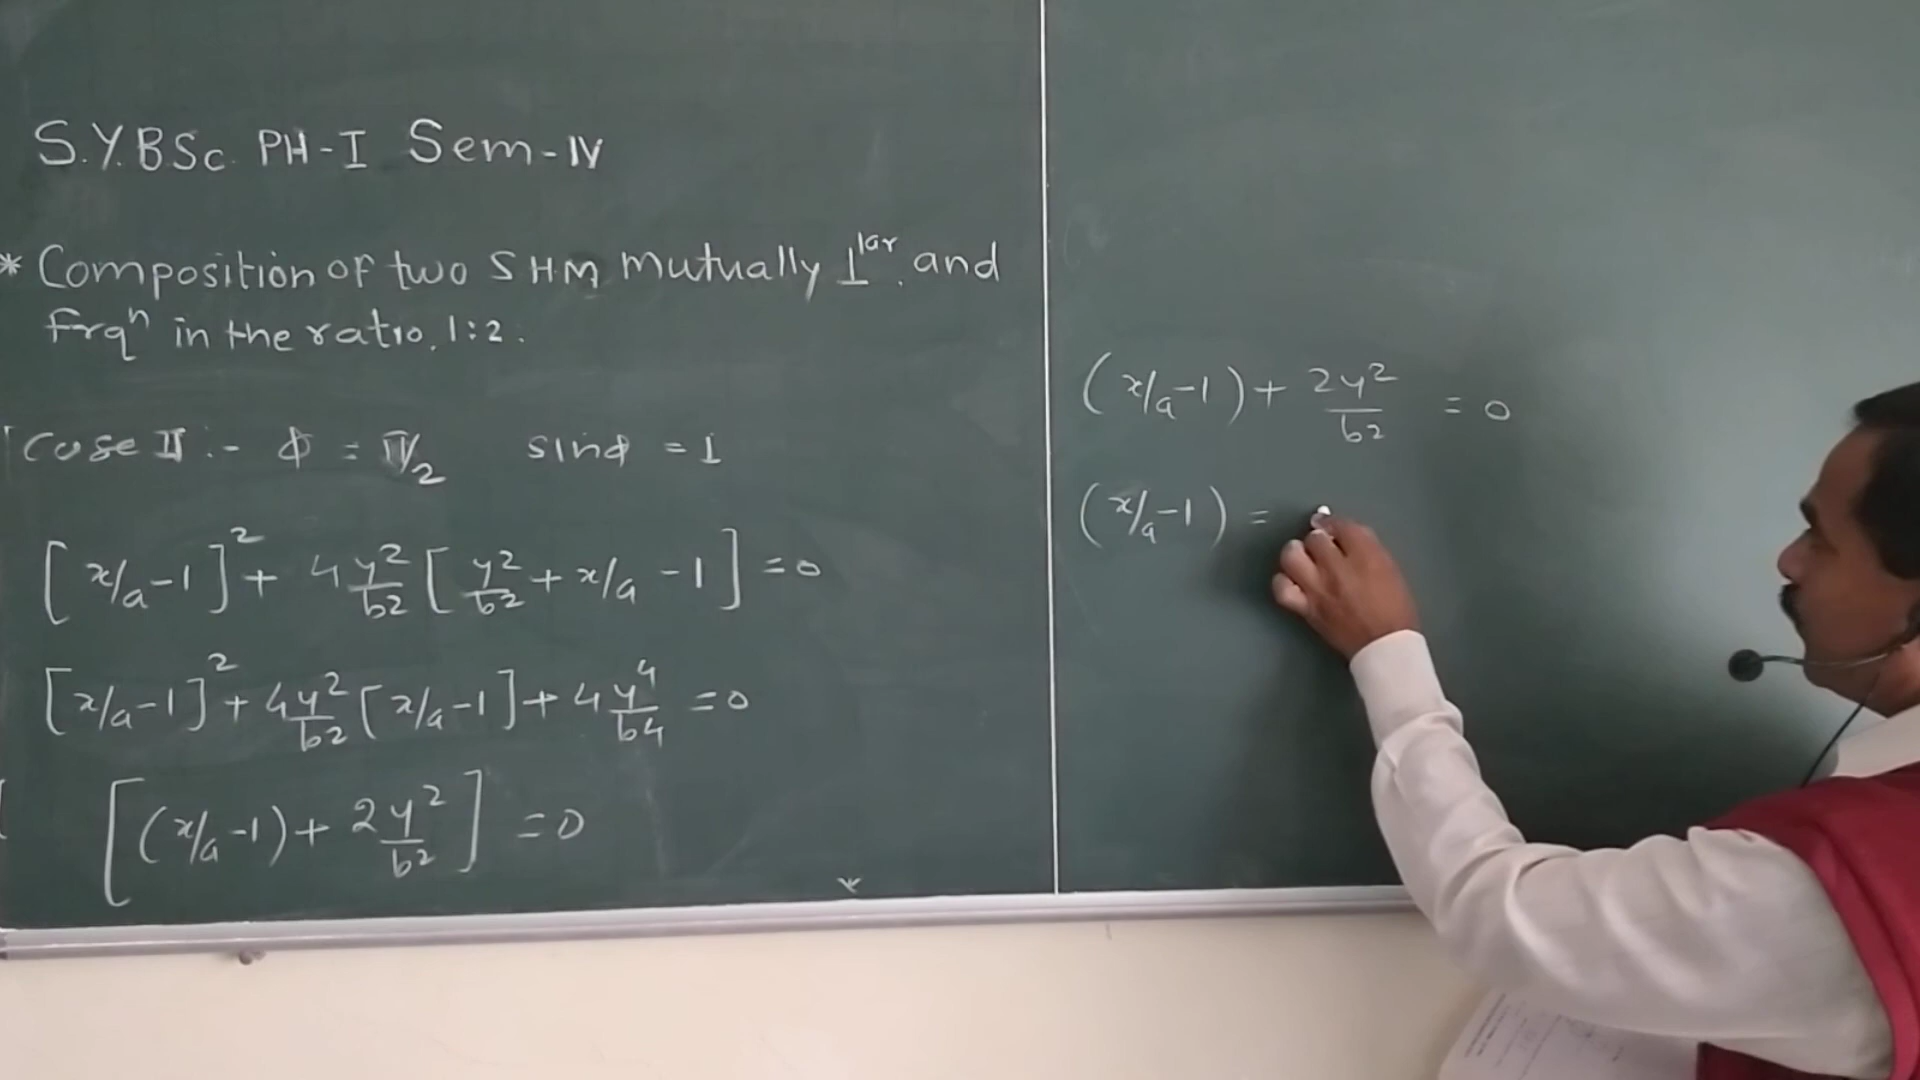 S.Y.BSc. PH-I Sem-IV
* Composition of two SHM mutually ⊥lar. and
Frqn in the ratio. 1:2.
Case II :- ϕ = π/2 sinϕ = 1
[x/a-1]² + 4 y²/b² [y²/b² + x/a - 1] = 0
[x/a-1]² + 4y²/b² [x/a-1] + 4 y⁴/b⁴ = 0
[(x/a-1) + 2y²/b²] = 0
(x/a-1) + 2y²/b² = 0
(x/a-1) =